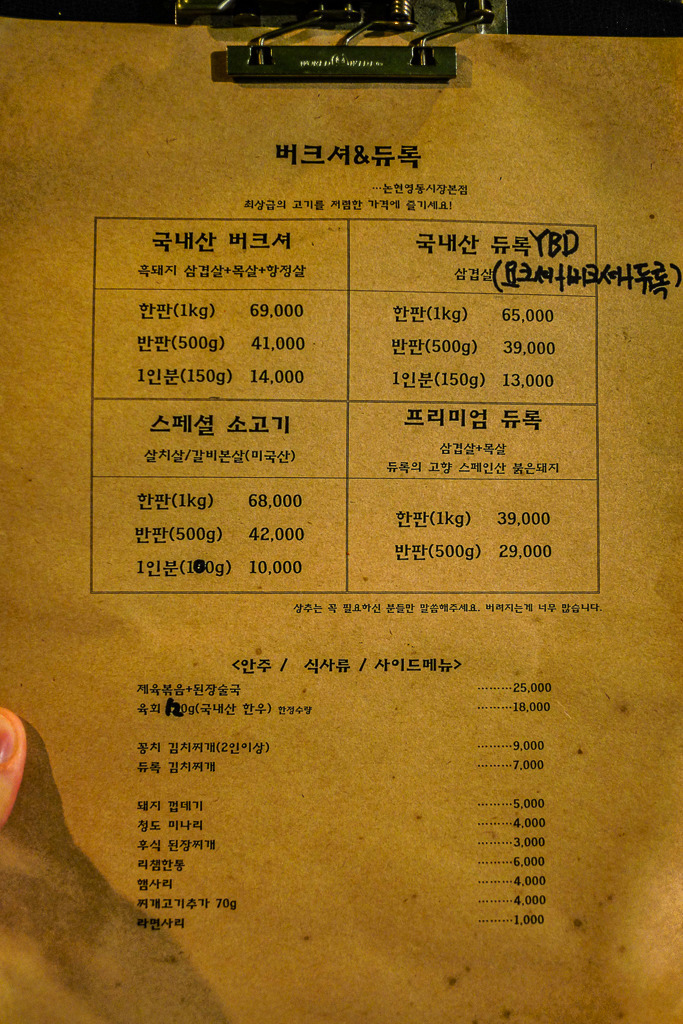 버크셔&듀록
...논현영동시장본점
최상급의 고기를 저렴한 가격에 즐기세요!
국내산 버크셔
흑돼지 삼겹살+목살+항정살
한판(1kg) 69,000
반판(500g) 41,000
1인분(150g) 14,000
국내산 듀록YBD
삼겹살(요크셔+버크셔+듀록)
한판(1kg) 65,000
반판(500g) 39,000
1인분(150g) 13,000
스페셜 소고기
살치살/갈비본살(미국산)
한판(1kg) 68,000
반판(500g) 42,000
1인분(100g) 10,000
프리미엄 듀록
삼겹살+목살
듀록의 고향 스페인산 붉은돼지
한판(1kg) 39,000
반판(500g) 29,000
상추는 꼭 필요하신 분들만 말씀해주세요. 버려지는게 너무 많습니다.
<안주 / 식사류 / 사이드메뉴>
제육볶음+된장술국 .........25,000
육회 120g(국내산 한우) 한정수량 .........18,000
꽁치 김치찌개(2인이상) .........9,000
듀록 김치찌개 .........7,000
돼지 껍데기 .........5,000
청도 미나리 .........4,000
후식 된장찌개 .........3,000
리챔한통 .........6,000
햄사리 .........4,000
찌개고기추가 70g .........4,000
라면사리 .........1,000